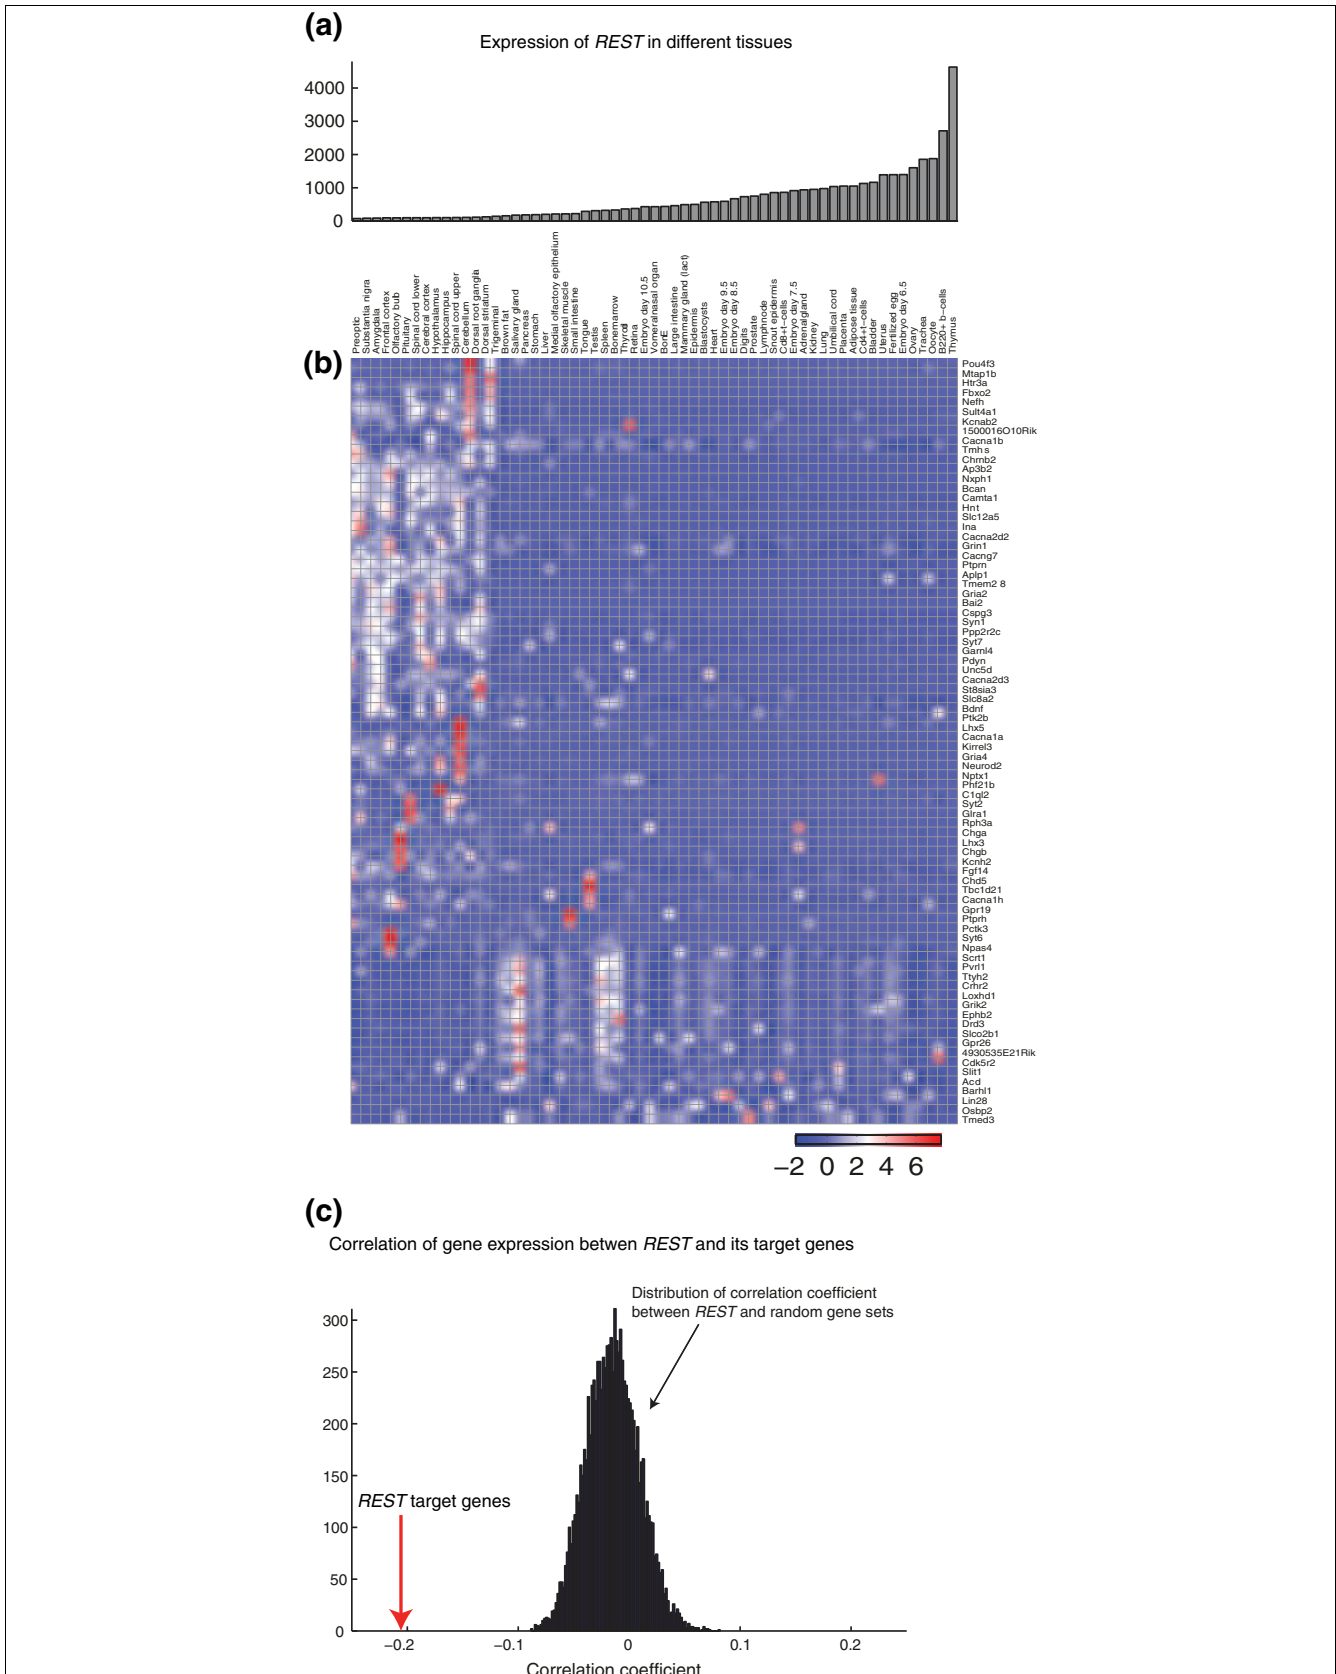 (a)
Expression of REST in different tissues
4000
3000
2000
1000
0
Preoptic
Substantia nigra
Amygdala
Frontal cortex
Olfactory bub
Pituitary
Spinal cord lower
Cerebral cortex
Hypothalamus
Hippocampus
Spinal cord upper
Cerebellum
Dorsal root ganglia
Dorsal striatum
Trigeminal
Brown fat
Salivary gland
Pancreas
Stomach
Liver
Medial olfactory epithelium
Skeletal muscle
Small intestine
Tongue
Testis
Spleen
Bonemarrow
Thyroid
Retina
Embryo day 10.5
Vomeralnasal organ
BonE
Large intestine
Mammary gland (lact)
Epidermis
Blastocysts
Heart
Embryo day 9.5
Embryo day 8.5
Digits
Prostate
Lymphnode
Snout epidermis
Cd8+t-cells
Embryo day 7.5
Adrenalgland
Kidney
Lung
Umbilical cord
Placenta
Adipose tissue
Cd4+t-cells
Bladder
Uterus
Fertilized egg
Embryo day 6.5
Ovary
Trachea
Oocyte
B220+ b-cells
Thymus
(b)
Pou4f3
Mtap1b
Htr3a
Fbxo2
Nefh
Sult4a1
Kcnab2
1500016O10Rik
Cacna1b
Tmhs
Chrnb2
Ap3b2
Nxph1
Bcan
Camta1
Hnt
Slc12a5
Ina
Cacna2d2
Grin1
Cacng7
Ptprn
Aplp1
Tmem2 8
Gria2
Bai2
Cspg3
Syn1
Ppp2r2c
Syt7
Garnl4
Pdyn
Unc5d
Cacna2d3
St8sia3
Slc8a2
Bdnf
Ptk2b
Lhx5
Cacna1a
Kirrel3
Gria4
Neurod2
Nptx1
Phf21b
C1ql2
Syt2
Glra1
Rph3a
Chga
Lhx3
Chgb
Kcnh2
Fgf14
Chd5
Tbc1d21
Cacna1h
Gpr19
Ptprh
Pctk3
Syt6
Npas4
Scrt1
Pvrl1
Ttyh2
Crhr2
Loxhd1
Grik2
Ephb2
Drd3
Slco2b1
Gpr26
4930535E21Rik
Cdk5r2
Slit1
Acd
Barhl1
Lin28
Osbp2
Tmed3
−2 0 2 4 6
(c)
Correlation of gene expression betwen REST and its target genes
Distribution of correlation coefficient
between REST and random gene sets
300
250
200
150
100
50
0
REST target genes
−0.2 −0.1 0 0.1 0.2
Correlation coefficient